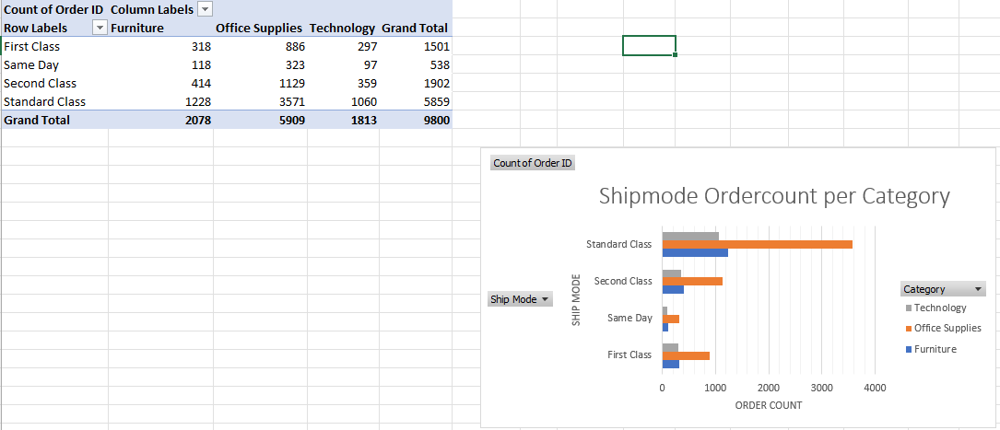 Count of Order ID Column Labels
Row Labels Furniture Office Supplies Technology Grand Total
First Class 318 886 297 1501
Same Day 118 323 97 538
Second Class 414 1129 359 1902
Standard Class 1228 3571 1060 5859
Grand Total 2078 5909 1813 9800
Count of Order ID
Shipmode Ordercount per Category
Ship Mode
SHIP MODE
Standard Class
Second Class
Same Day
First Class
0 1000 2000 3000 4000
ORDER COUNT
Category
Technology
Office Supplies
Furniture